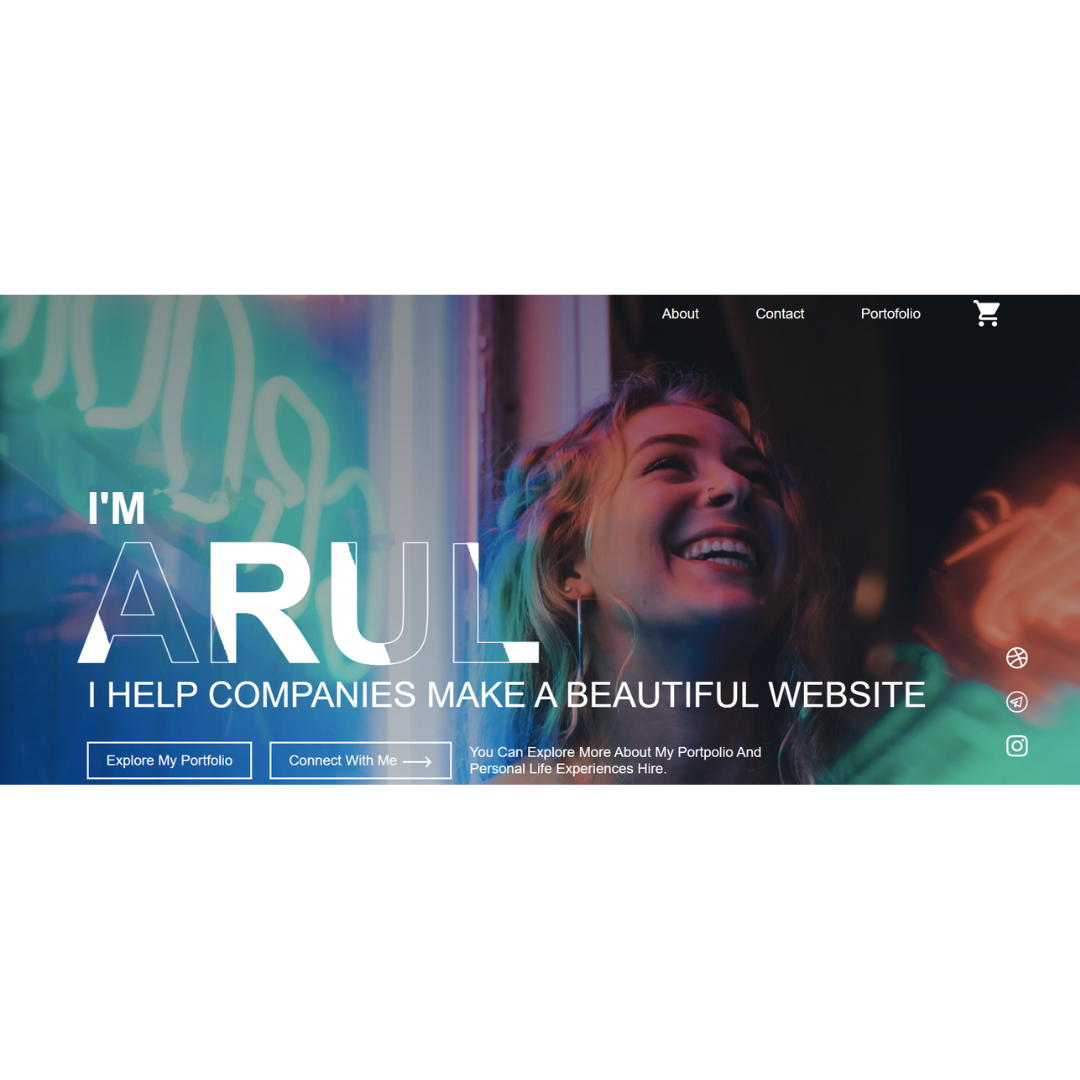 About Contact Portofolio
I'M
ARUL
I HELP COMPANIES MAKE A BEAUTIFUL WEBSITE
Explore My Portfolio
Connect With Me
You Can Explore More About My Portpolio And
Personal Life Experiences Hire.